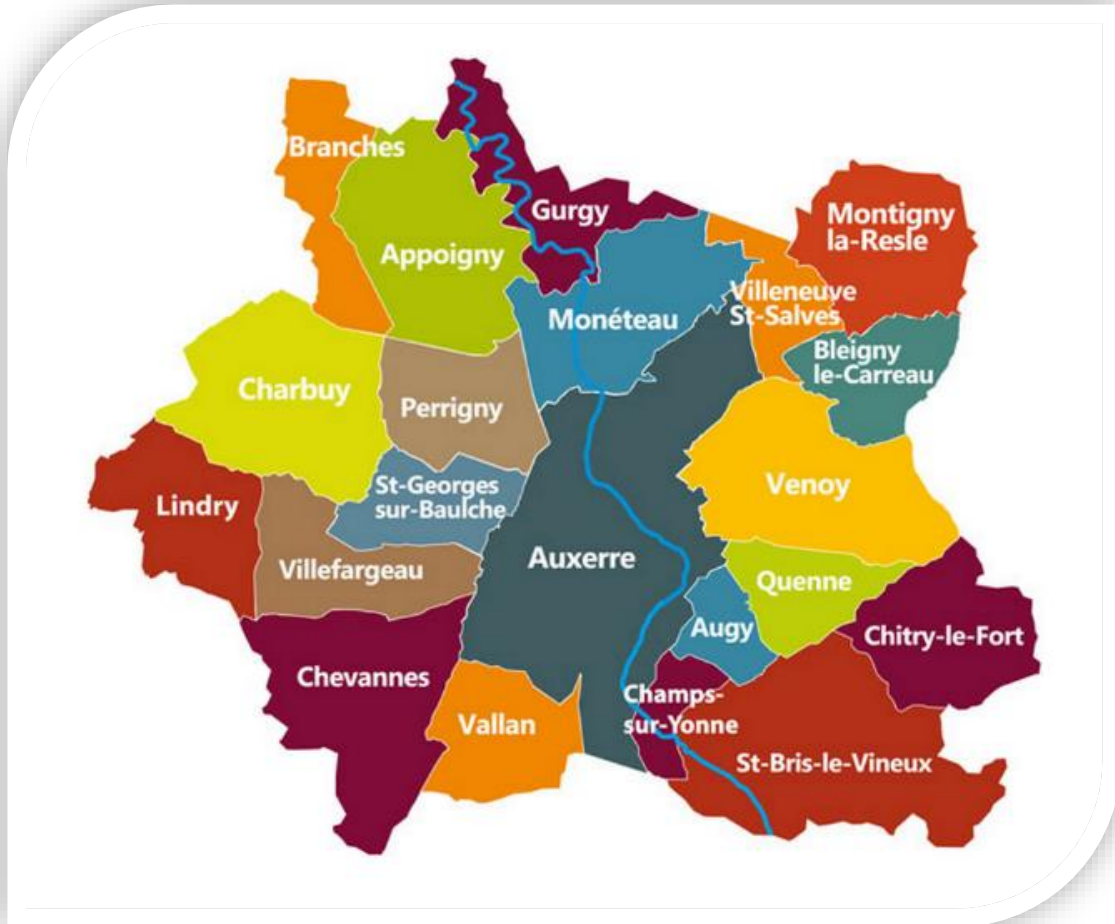 Branches
Gurgy
Appoigny
Montigny
la-Resle
Villeneuve
St-Salves
Monéteau
Bleigny
le-Carreau
Charbuy
Perrigny
Venoy
St-Georges
sur-Baulche
Lindry
Auxerre
Villefargeau
Quenne
Augy
Chitry-le-Fort
Chevannes
Champs-
sur-Yonne
Vallan
St-Bris-le-Vineux